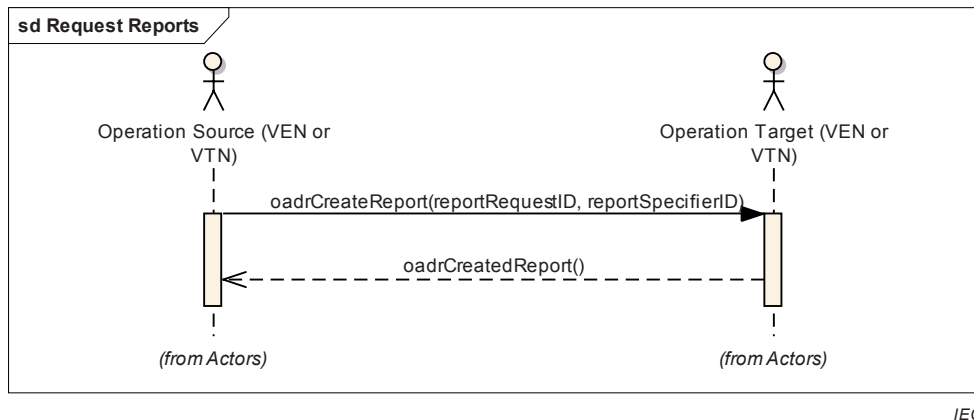 sd Request Reports
Operation Source (VEN or
VTN)
Operation Target (VEN or
VTN)
oadrCreateReport(reportRequestID, reportSpecifierID)
oadrCreatedReport()
(from Actors)
(from Actors)
IEC